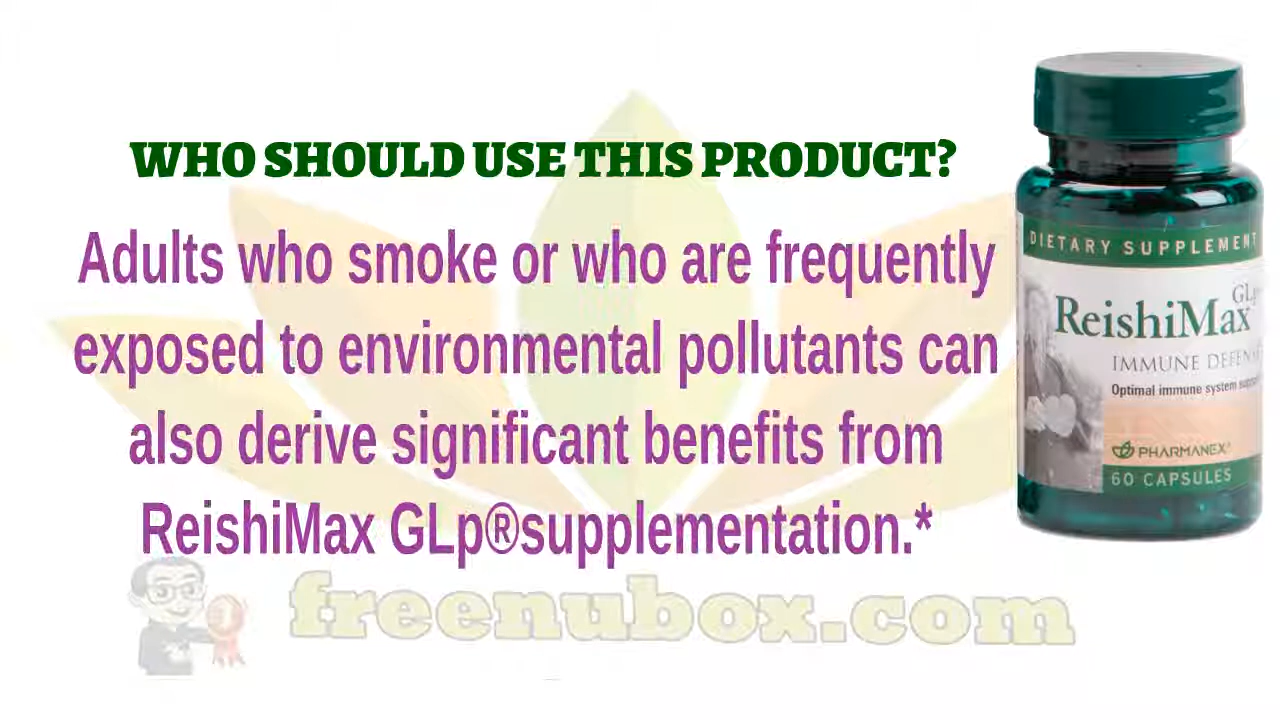 WHO SHOULD USE THIS PRODUCT?
Adults who smoke or who are frequently
exposed to environmental pollutants can
also derive significant benefits from
ReishiMax GLp®supplementation.*
freenubox.com
DIETARY SUPPLEMENT
GLp
ReishiMax
IMMUNE DEFENSE
Optimal immune system support
PHARMANEX®
60 CAPSULES